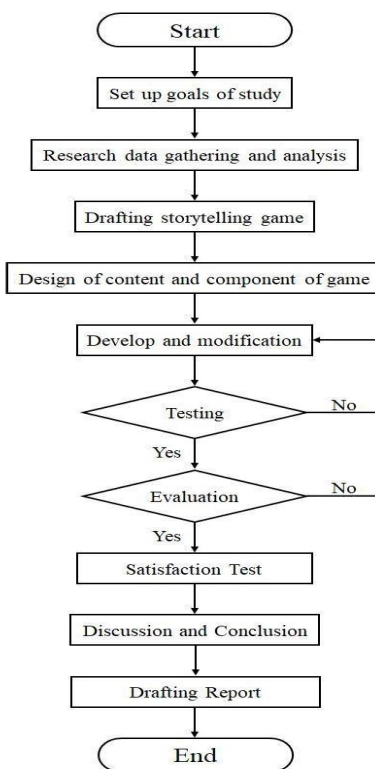 Start
Set up goals of study
Research data gathering and analysis
Drafting storytelling game
Design of content and component of game
Develop and modification
Testing
No
Yes
Evaluation
No
Yes
Satisfaction Test
Discussion and Conclusion
Drafting Report
End